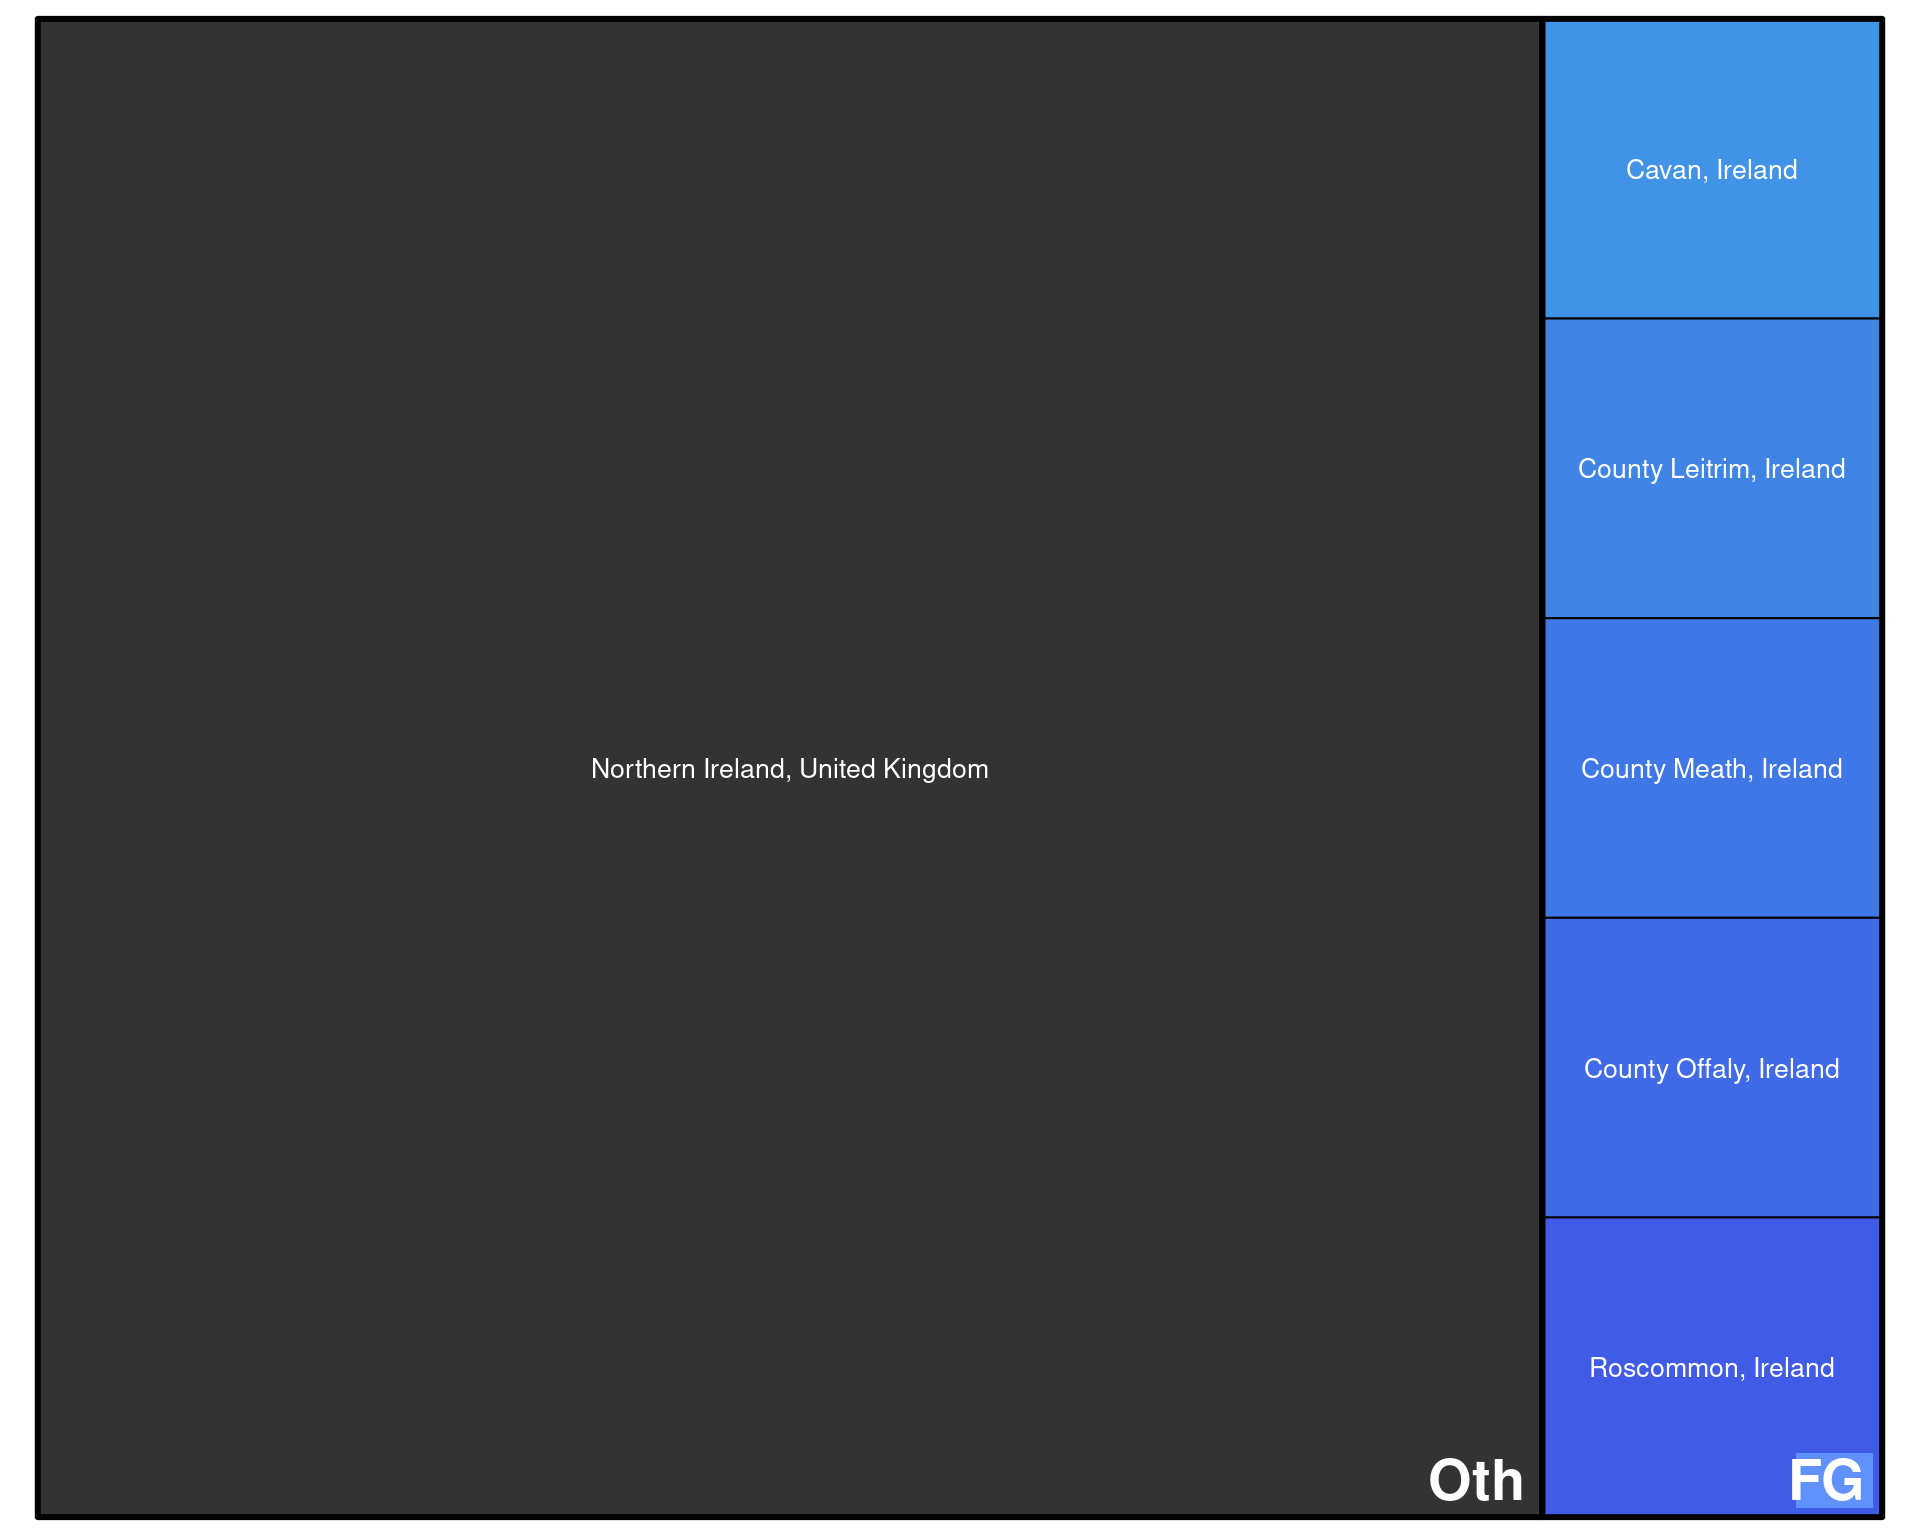 Cavan, Ireland
County Leitrim, Ireland
Northern Ireland, United Kingdom
County Meath, Ireland
County Offaly, Ireland
Roscommon, Ireland
Oth
FG